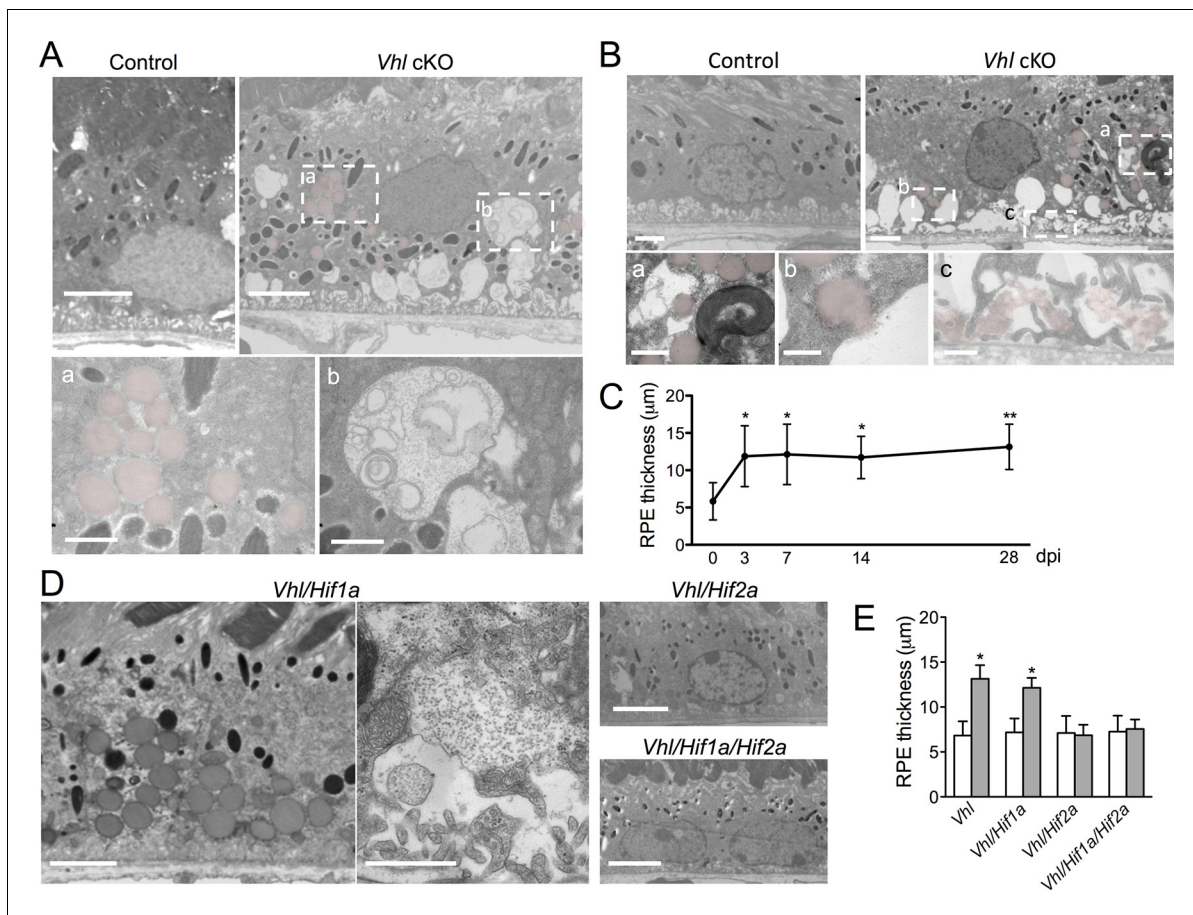 A
Control
Vhl cKO
a
b
a
b
B
Control
Vhl cKO
a
b
c
a
b
c
C
RPE thickness (μm)
20
15
10
5
0
* * * **
0 3 7 14 28 dpi
D
Vhl/Hif1a
Vhl/Hif2a
Vhl/Hif1a/Hif2a
E
RPE thickness (μm)
20
15
10
5
0
* *
Vhl
Vhl/Hif1a
Vhl/Hif2a
Vhl/Hif1a/Hif2a